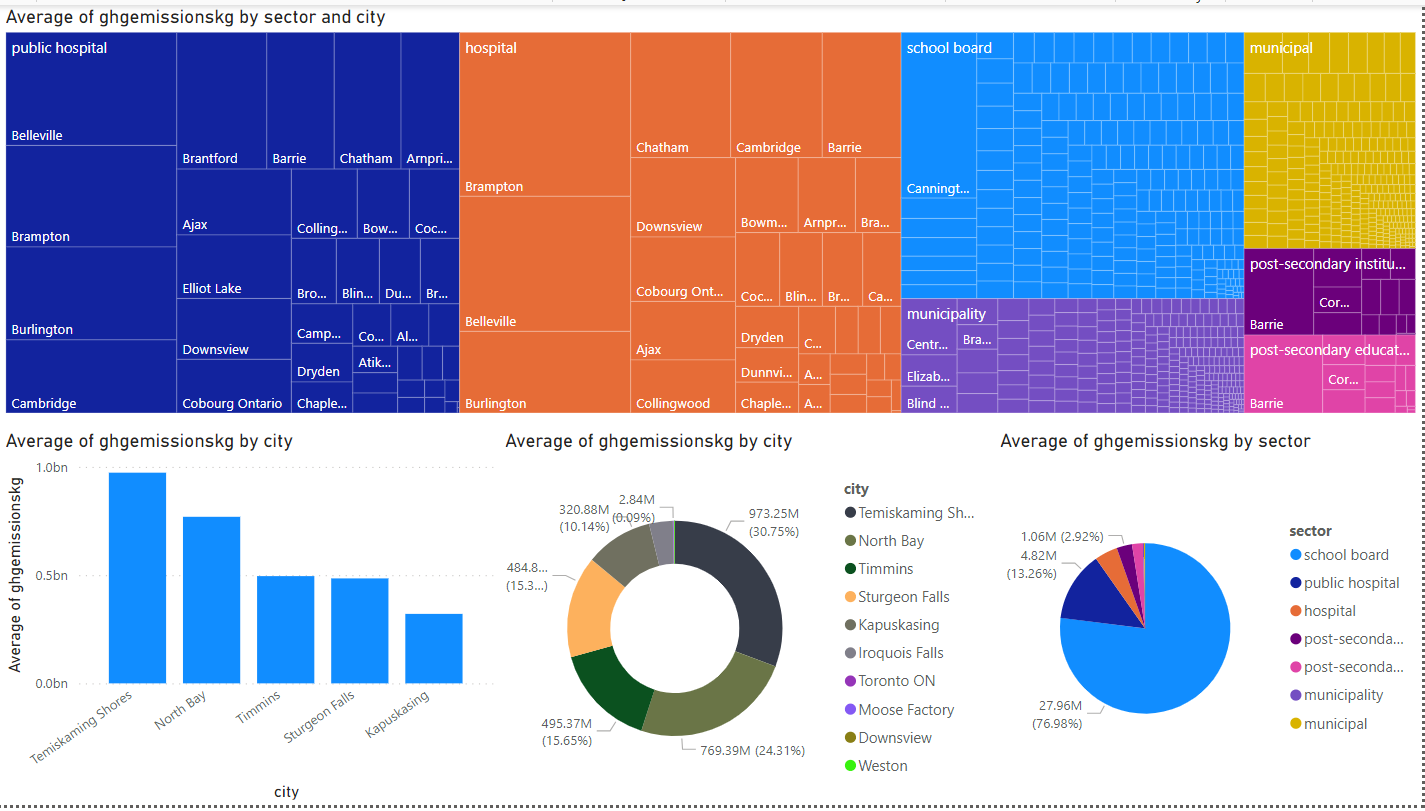 Average of ghgemissionskg by sector and city
public hospital
Belleville
Brampton
Burlington
Cambridge
Brantford
Barrie
Chatham
Arnpri...
Ajax
Elliot Lake
Downsview
Cobourg Ontario
Colling...
Bow...
Coc...
Bro...
Blin...
Du...
Br...
Camp...
Co...
Al...
Dryden
Atik...
Chaple...
hospital
Brampton
Belleville
Burlington
Chatham
Cambridge
Barrie
Downsview
Cobourg Ont...
Ajax
Collingwood
Bowm...
Arnpr...
Bra...
Coc...
Blin...
Br...
Ca...
Dryden
C...
Dunnvi...
A...
Chaple...
A...
school board
Canningt...
municipality
Centr...
Bra...
Elizab...
Blind ...
municipal
post-secondary institu...
Cor...
Barrie
post-secondary educat...
Cor...
Barrie
Average of ghgemissionskg by city
Average of ghgemissionskg
1.0bn
0.5bn
0.0bn
Temiskaming Shores
North Bay
Timmins
Sturgeon Falls
Kapuskasing
city
Average of ghgemissionskg by city
2.84M
(0.09%)
320.88M
(10.14%)
973.25M
(30.75%)
484.8...
(15.3...)
495.37M
(15.65%)
769.39M (24.31%)
city
Temiskaming Sh...
North Bay
Timmins
Sturgeon Falls
Kapuskasing
Iroquois Falls
Toronto ON
Moose Factory
Downsview
Weston
Average of ghgemissionskg by sector
1.06M (2.92%)
4.82M
(13.26%)
27.96M
(76.98%)
sector
school board
public hospital
hospital
post-seconda...
post-seconda...
municipality
municipal